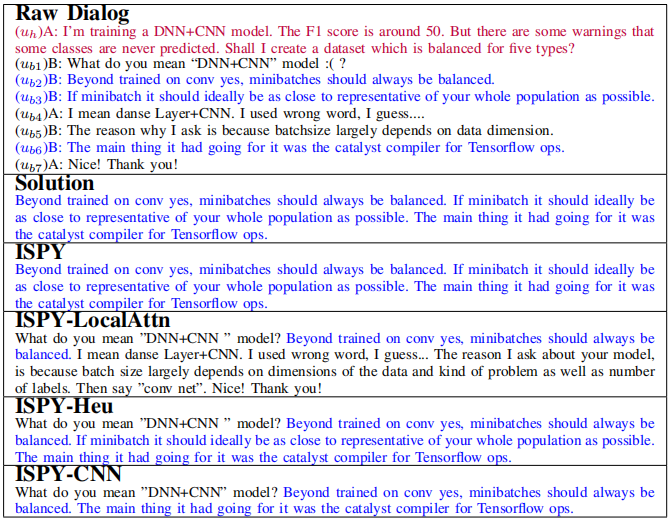 Raw Dialog
(uh)A: I'm training a DNN+CNN model. The F1 score is around 50. But there are some warnings that
some classes are never predicted. Shall I create a dataset which is balanced for five types?
(ub1)B: What do you mean “DNN+CNN” model :( ?
(ub2)B: Beyond trained on conv yes, minibatches should always be balanced.
(ub3)B: If minibatch it should ideally be as close to representative of your whole population as possible.
(ub4)A: I mean danse Layer+CNN. I used wrong word, I guess....
(ub5)B: The reason why I ask is because batchsize largely depends on data dimension.
(ub6)B: The main thing it had going for it was the catalyst compiler for Tensorflow ops.
(ub7)A: Nice! Thank you!
Solution
Beyond trained on conv yes, minibatches should always be balanced. If minibatch it should ideally be
as close to representative of your whole population as possible. The main thing it had going for it was
the catalyst compiler for Tensorflow ops.
ISPY
Beyond trained on conv yes, minibatches should always be balanced. If minibatch it should ideally be
as close to representative of your whole population as possible. The main thing it had going for it was
the catalyst compiler for Tensorflow ops.
ISPY-LocalAttn
What do you mean ”DNN+CNN ” model? Beyond trained on conv yes, minibatches should always be
balanced. I mean danse Layer+CNN. I used wrong word, I guess... The reason I ask about your model,
is because batch size largely depends on dimensions of the data and kind of problem as well as number
of labels. Then say ”conv net”. Nice! Thank you!
ISPY-Heu
What do you mean ”DNN+CNN ” model? Beyond trained on conv yes, minibatches should always be
balanced. If minibatch it should ideally be as close to representative of your whole population as possible.
The main thing it had going for it was the catalyst compiler for Tensorflow ops.
ISPY-CNN
What do you mean ”DNN+CNN” model? Beyond trained on conv yes, minibatches should always be
balanced. The main thing it had going for it was the catalyst compiler for Tensorflow ops.